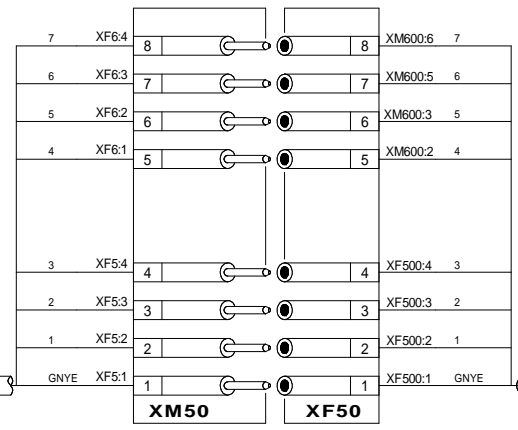 7 XF6:4 8 8 XM600:6 7
6 XF6:3 7 7 XM600:5 6
5 XF6:2 6 6 XM600:3 5
4 XF6:1 5 5 XM600:2 4
3 XF5:4 4 4 XF500:4 3
2 XF5:3 3 3 XF500:3 2
1 XF5:2 2 2 XF500:2 1
GNYE XF5:1 1 1 XF500:1 GNYE
XM50 XF50